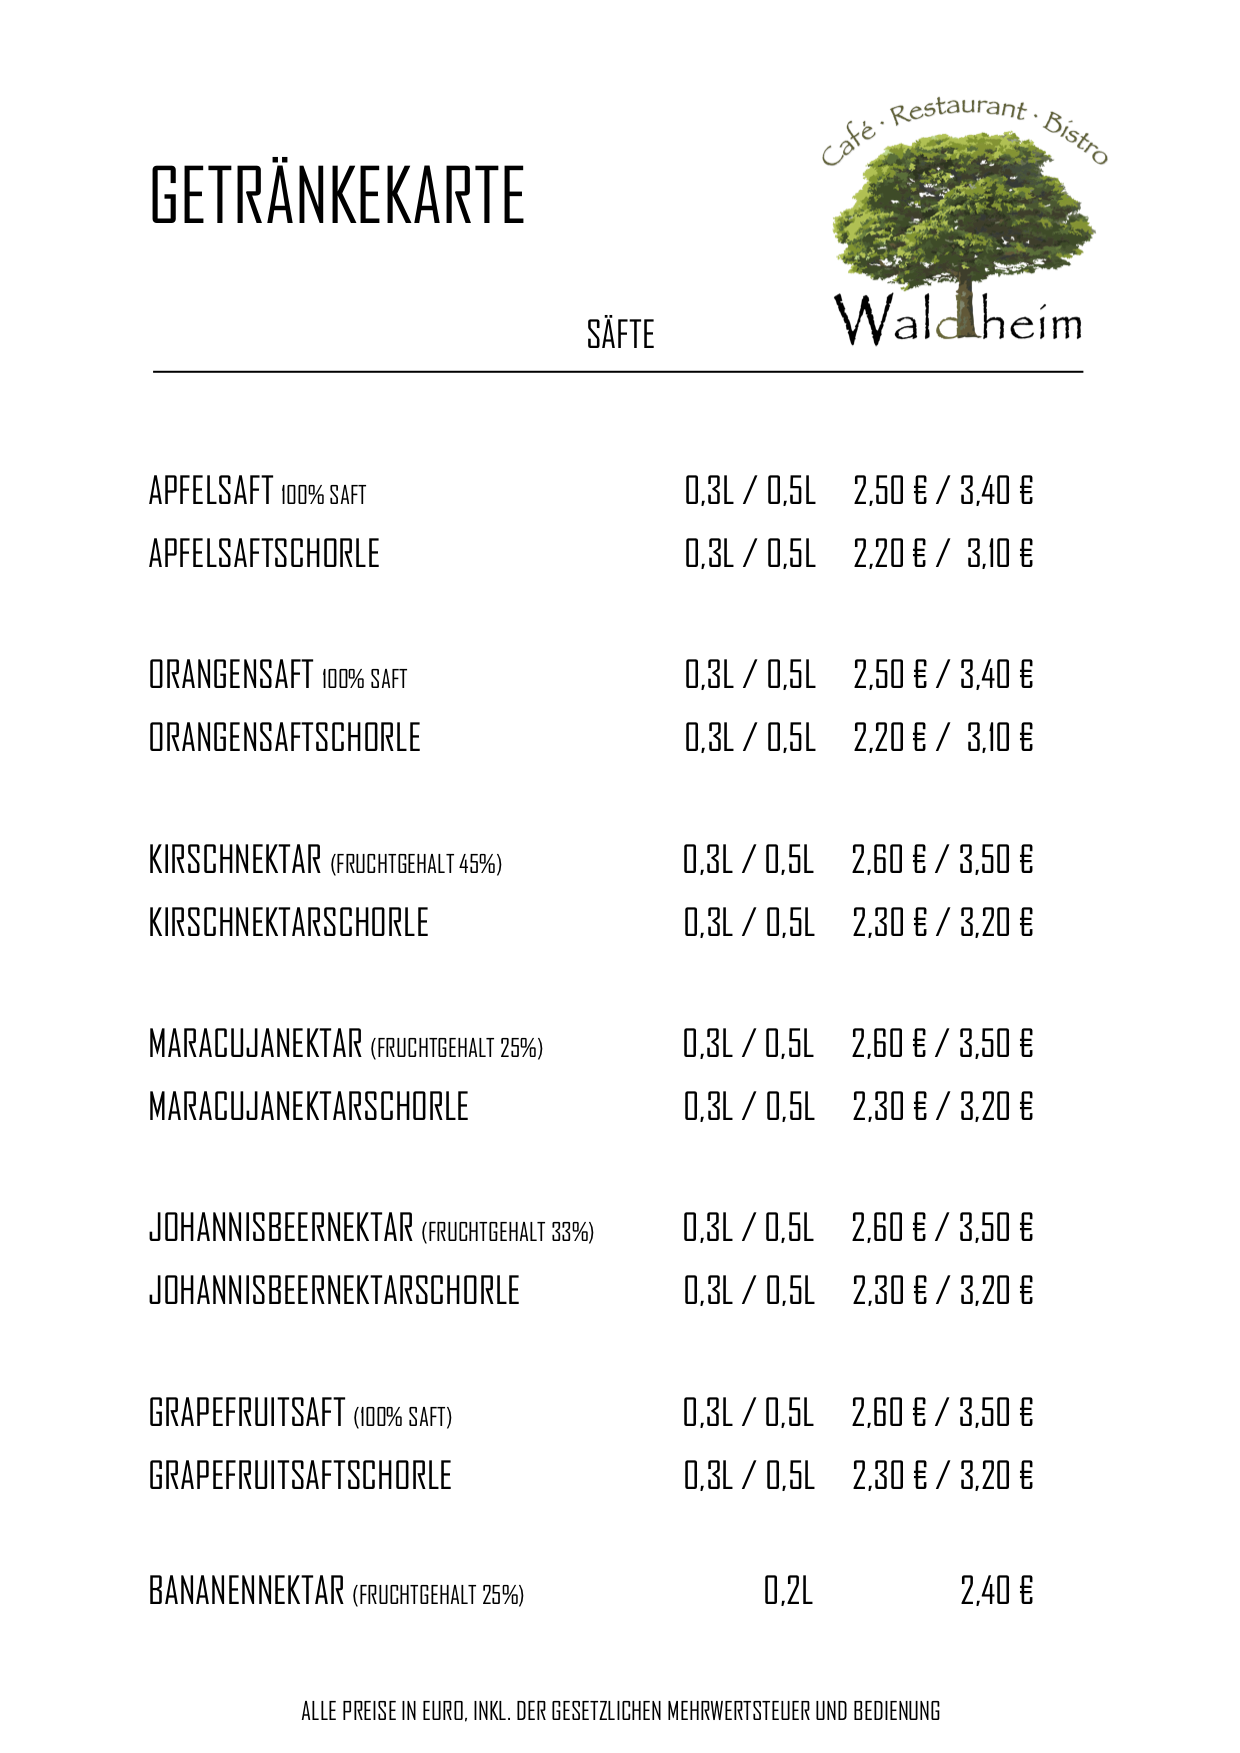 Café · Restaurant · Bistro
GETRÄNKEKARTE
Waldheim
SÄFTE
APFELSAFT 100% SAFT 0,3L / 0,5L 2,50 € / 3,40 €
APFELSAFTSCHORLE 0,3L / 0,5L 2,20 € / 3,10 €
ORANGENSAFT 100% SAFT 0,3L / 0,5L 2,50 € / 3,40 €
ORANGENSAFTSCHORLE 0,3L / 0,5L 2,20 € / 3,10 €
KIRSCHNEKTAR (FRUCHTGEHALT 45%) 0,3L / 0,5L 2,60 € / 3,50 €
KIRSCHNEKTARSCHORLE 0,3L / 0,5L 2,30 € / 3,20 €
MARACUJANEKTAR (FRUCHTGEHALT 25%) 0,3L / 0,5L 2,60 € / 3,50 €
MARACUJANEKTARSCHORLE 0,3L / 0,5L 2,30 € / 3,20 €
JOHANNISBEERNEKTAR (FRUCHTGEHALT 33%) 0,3L / 0,5L 2,60 € / 3,50 €
JOHANNISBEERNEKTARSCHORLE 0,3L / 0,5L 2,30 € / 3,20 €
GRAPEFRUITSAFT (100% SAFT) 0,3L / 0,5L 2,60 € / 3,50 €
GRAPEFRUITSAFTSCHORLE 0,3L / 0,5L 2,30 € / 3,20 €
BANANENNEKTAR (FRUCHTGEHALT 25%) 0,2L 2,40 €
ALLE PREISE IN EURO, INKL. DER GESETZLICHEN MEHRWERTSTEUER UND BEDIENUNG